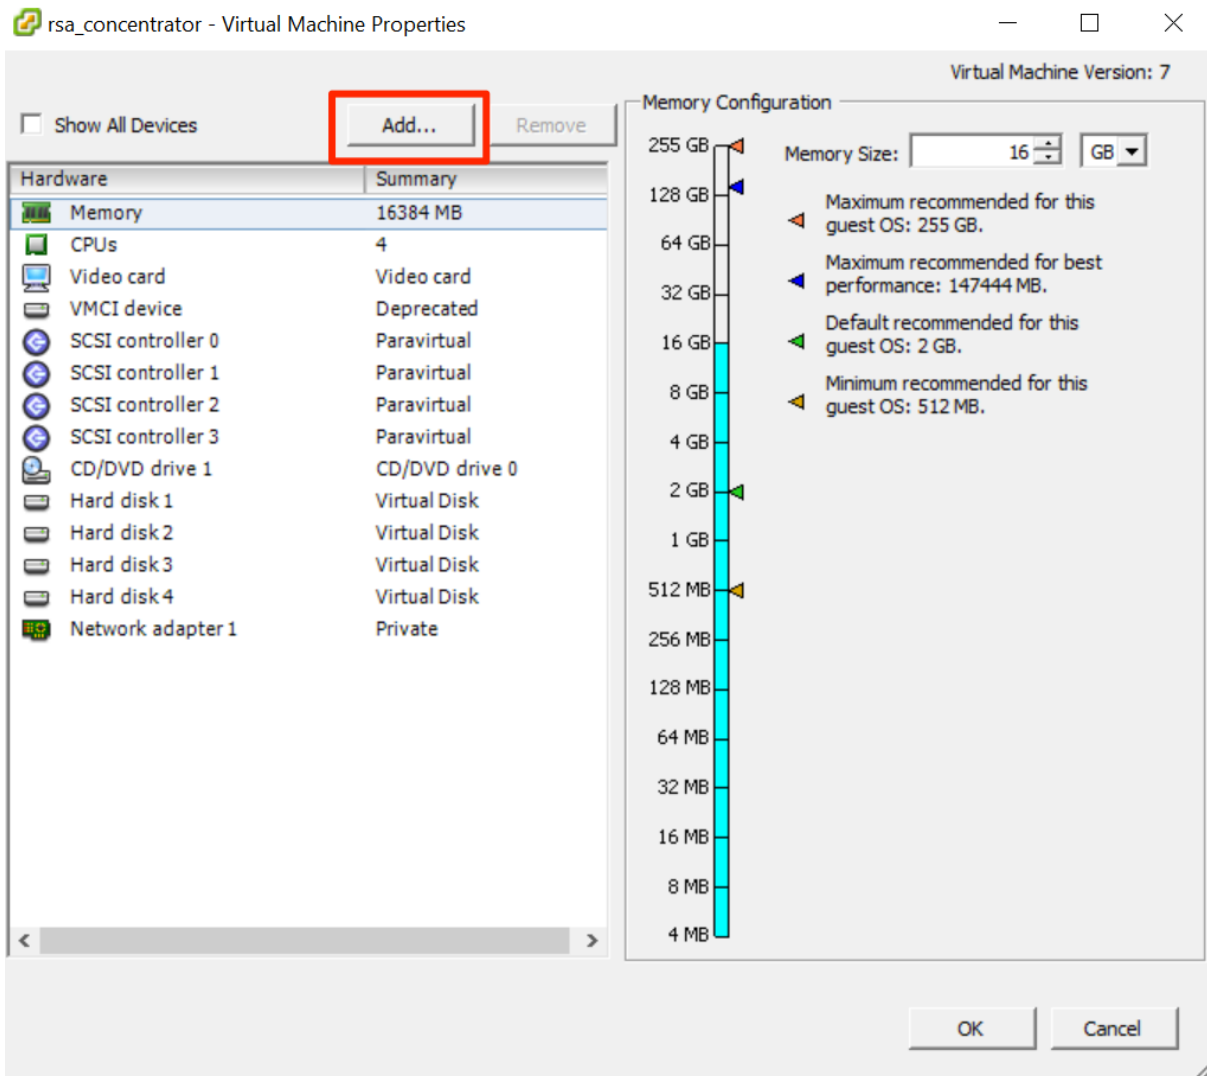 rsa_concentrator - Virtual Machine Properties
Virtual Machine Version: 7
Show All Devices
Add...
Remove
Hardware Summary
Memory 16384 MB
CPUs 4
Video card Video card
VMCI device Deprecated
SCSI controller 0 Paravirtual
SCSI controller 1 Paravirtual
SCSI controller 2 Paravirtual
SCSI controller 3 Paravirtual
CD/DVD drive 1 CD/DVD drive 0
Hard disk 1 Virtual Disk
Hard disk 2 Virtual Disk
Hard disk 3 Virtual Disk
Hard disk 4 Virtual Disk
Network adapter 1 Private
Memory Configuration
255 GB
128 GB
64 GB
32 GB
16 GB
8 GB
4 GB
2 GB
1 GB
512 MB
256 MB
128 MB
64 MB
32 MB
16 MB
8 MB
4 MB
Memory Size: 16 GB
Maximum recommended for this
guest OS: 255 GB.
Maximum recommended for best
performance: 147444 MB.
Default recommended for this
guest OS: 2 GB.
Minimum recommended for this
guest OS: 512 MB.
OK
Cancel